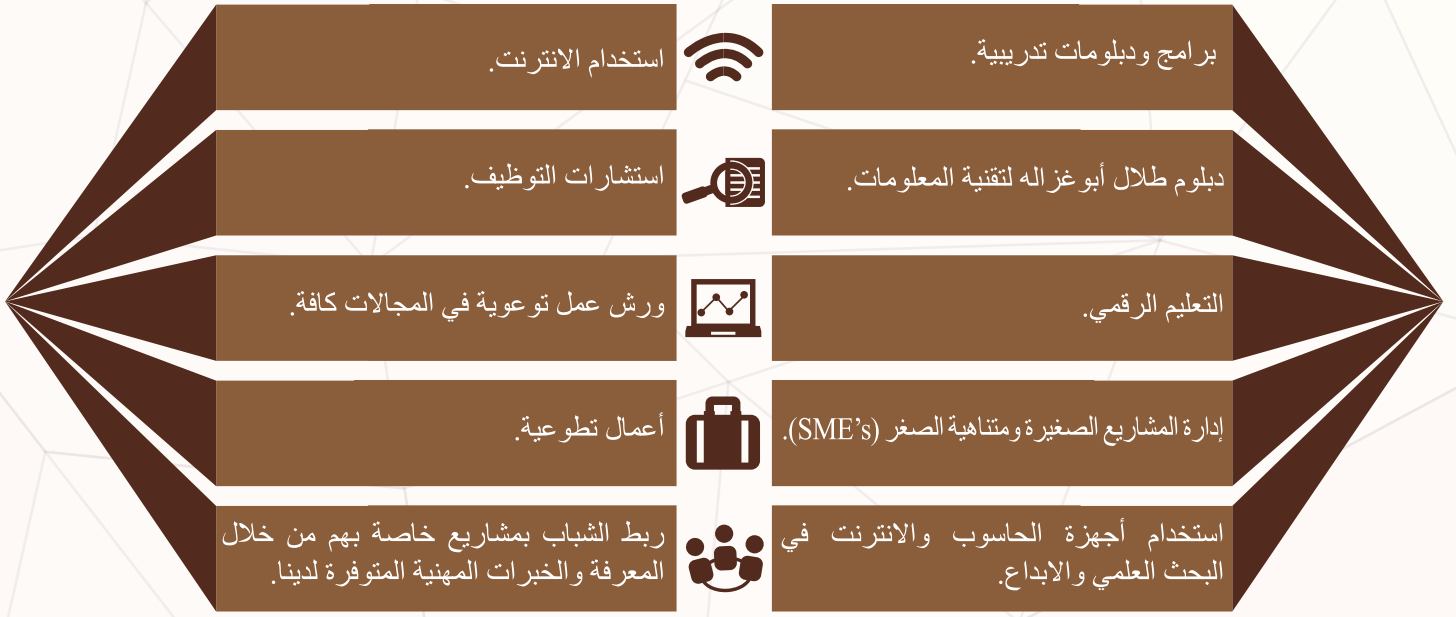 برامج ودبلومات تدريبية.
استخدام الانترنت.
دبلوم طلال أبوغزاله لتقنية المعلومات.
استشارات التوظيف.
التعليم الرقمي.
ورش عمل توعوية في المجالات كافة.
إدارة المشاريع الصغيرة ومتناهية الصغر (SME’s).
أعمال تطوعية.
استخدام أجهزة الحاسوب والانترنت في
البحث العلمي والابداع.
ربط الشباب بمشاريع خاصة بهم من خلال
المعرفة والخبرات المهنية المتوفرة لدينا.